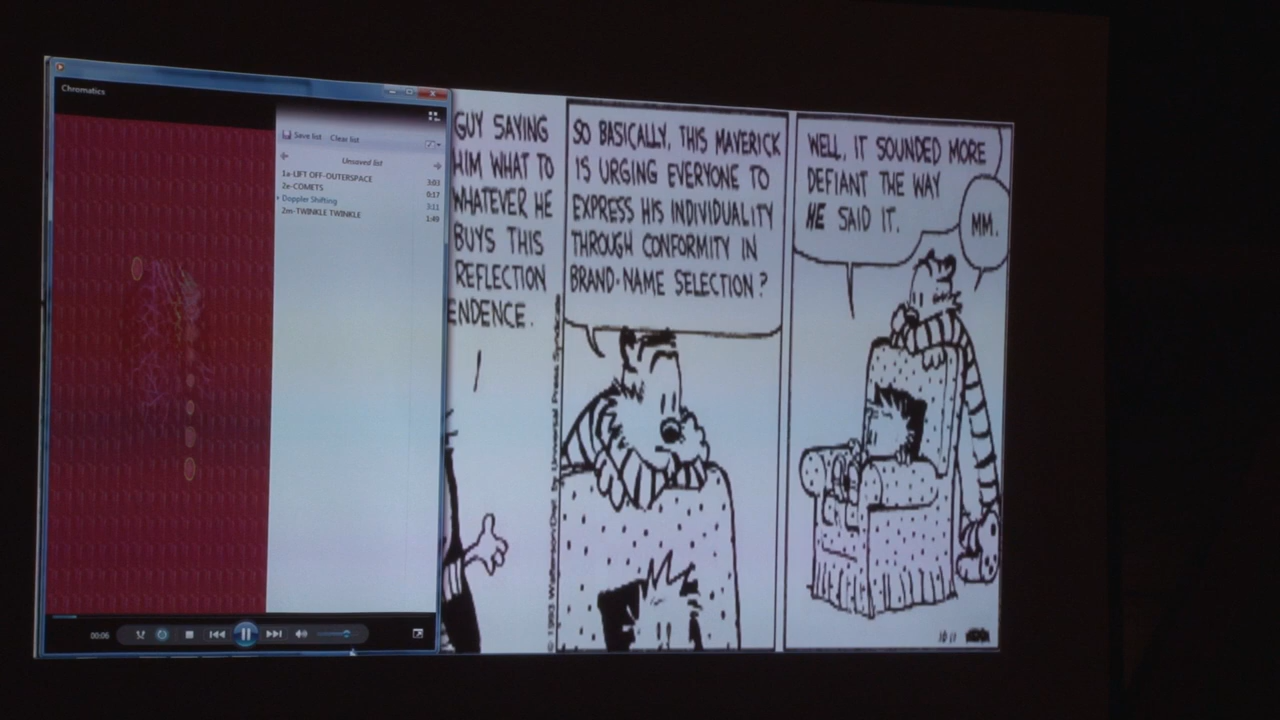 Chromatics
Save list Clear list
Unsaved list
1a-LIFT OFF-OUTERSPACE 3:03
2e-COMETS 0:17
Doppler Shifting 3:11
2m-TWINKLE TWINKLE 1:49
00:06
GUY SAYING
HIM WHAT TO
WHATEVER HE
BUYS THIS
REFLECTION
ENDENCE.
© 1993 Watterson/Dist. by Universal Press Syndicate
SO BASICALLY, THIS MAVERICK
IS URGING EVERYONE TO
EXPRESS HIS INDIVIDUALITY
THROUGH CONFORMITY IN
BRAND-NAME SELECTION?
WELL, IT SOUNDED MORE
DEFIANT THE WAY
HE SAID IT.
MM.
10 11